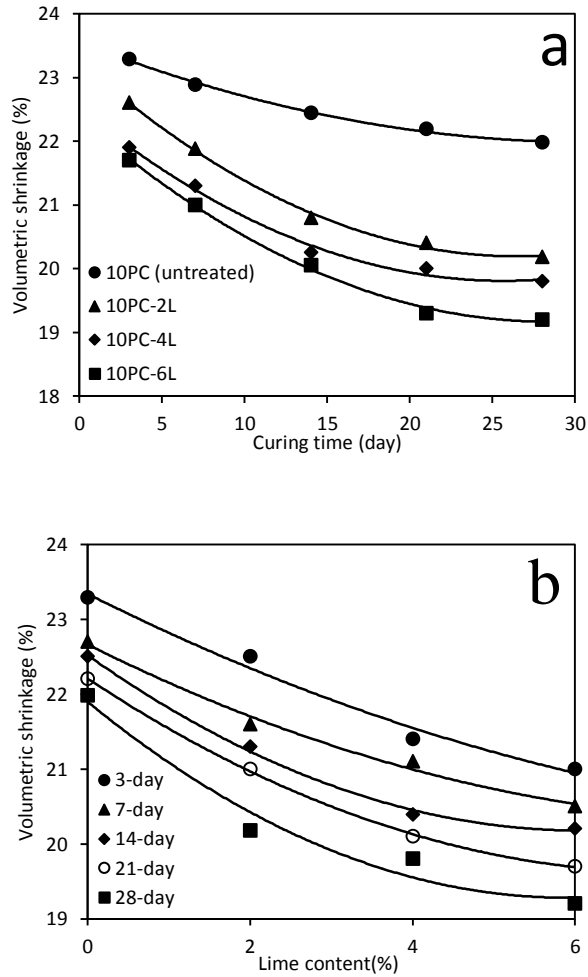 a
24
23
22
21
20
19
18
Volumetric shrinkage (%)
10PC (untreated)
10PC-2L
10PC-4L
10PC-6L
0 5 10 15 20 25 30
Curing time (day)
b
24
23
22
21
20
19
Volumetric shrinkage (%)
3-day
7-day
14-day
21-day
28-day
0 2 4 6
Lime content(%)